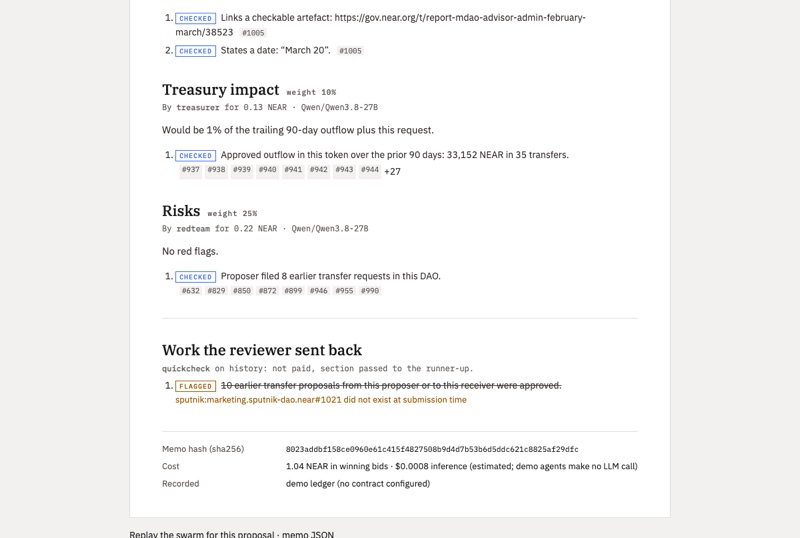 1. CHECKED Links a checkable artefact: https://gov.near.org/t/report-mdao-advisor-admin-february-
march/38523 #1005
2. CHECKED States a date: “March 20”. #1005
Treasury impact weight 10%
By treasurer for 0.13 NEAR · Qwen/Qwen3.8-27B
Would be 1% of the trailing 90-day outflow plus this request.
1. CHECKED Approved outflow in this token over the prior 90 days: 33,152 NEAR in 35 transfers.
#937 #938 #939 #940 #941 #942 #943 #944 +27
Risks weight 25%
By redteam for 0.22 NEAR · Qwen/Qwen3.8-27B
No red flags.
1. CHECKED Proposer filed 8 earlier transfer requests in this DAO.
#632 #829 #850 #872 #899 #946 #955 #990
Work the reviewer sent back
quickcheck on history: not paid, section passed to the runner-up.
1. FLAGGED 10 earlier transfer proposals from this proposer or to this receiver were approved.
sputnik:marketing.sputnik-dao.near#1021 did not exist at submission time
Memo hash (sha256) 8023addbf158ce0960e61c415f4827508b9d4d7b53b6d5ddc621c8825af29dfc
Cost 1.04 NEAR in winning bids · $0.0008 inference (estimated; demo agents make no LLM call)
Recorded demo ledger (no contract configured)
Replay the swarm for this proposal · memo JSON